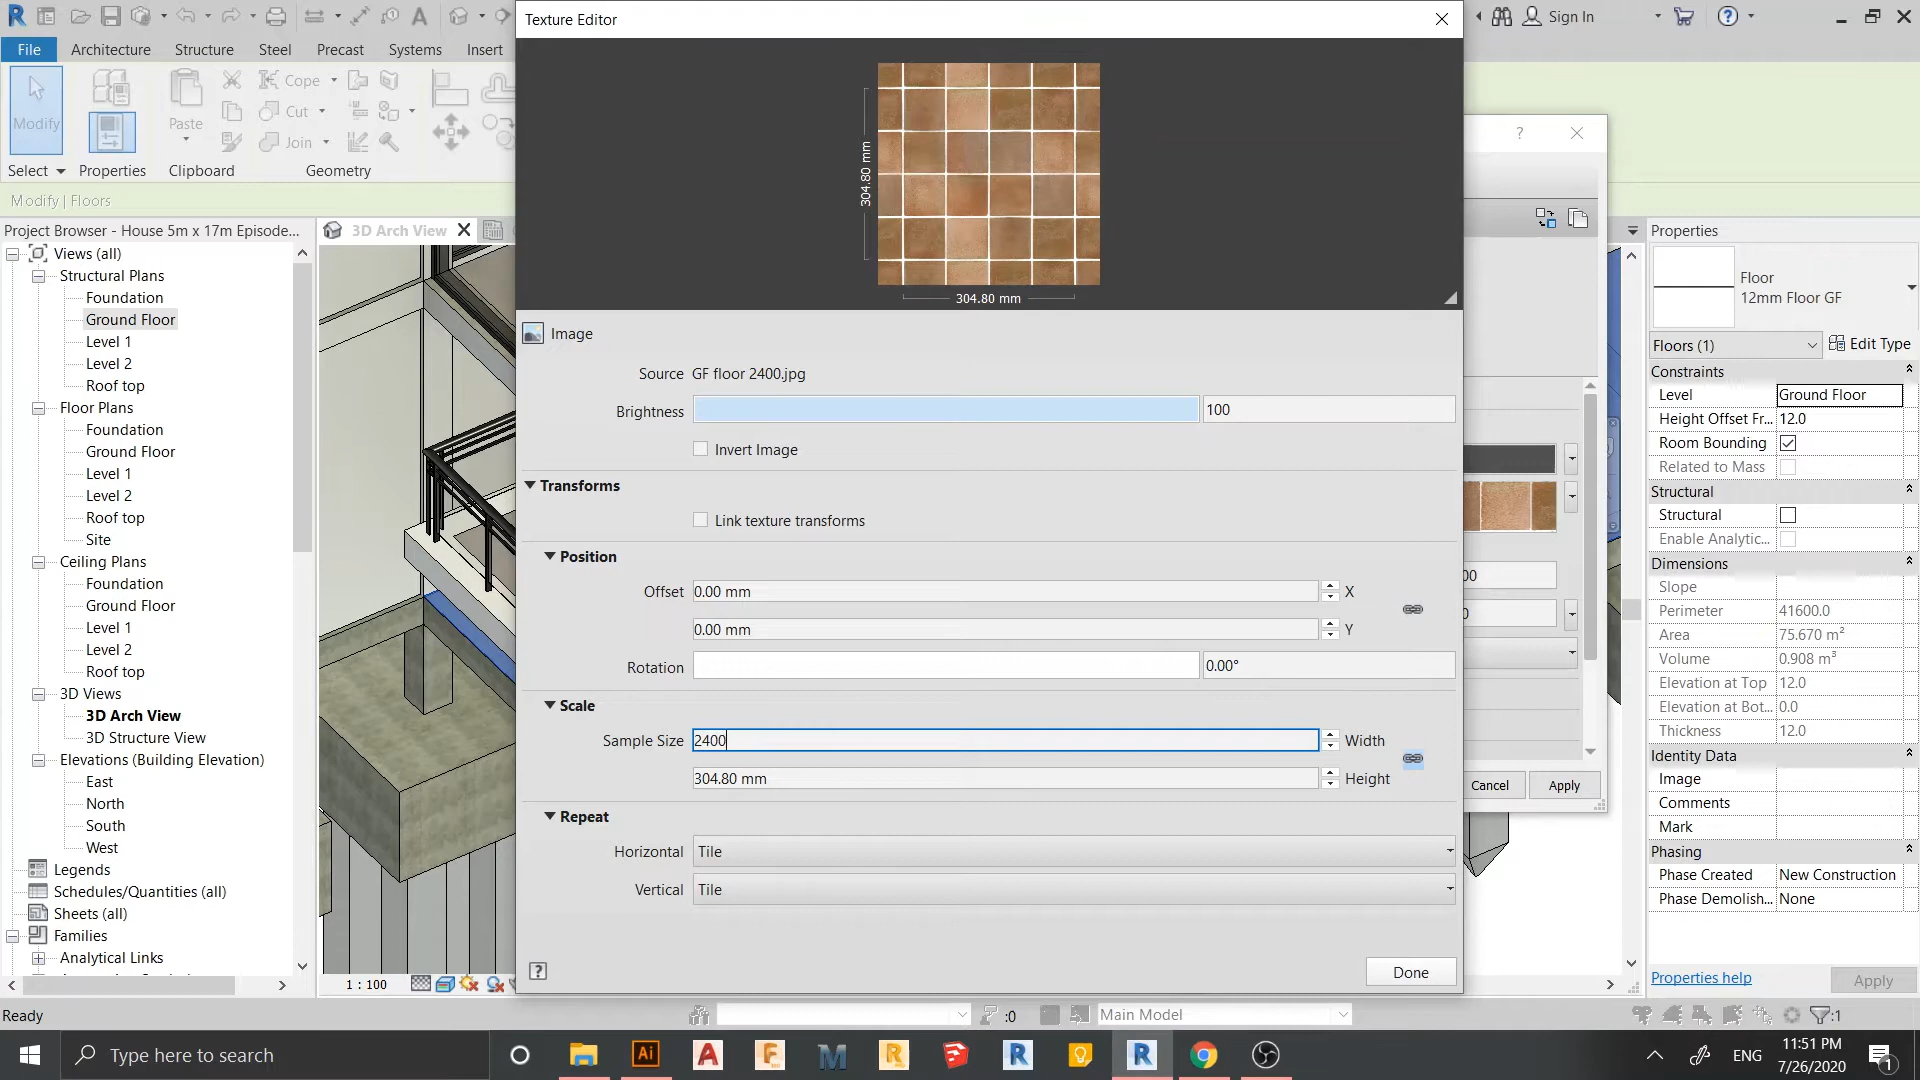 Texture Editor
Sign In
File
Architecture
Structure
Steel
Precast
Systems
Insert
Modify
Paste
Cope
Cut
Join
Select
Properties
Clipboard
Geometry
Modify | Floors
Project Browser - House 5m x 17m Episode...
Views (all)
Structural Plans
Foundation
Ground Floor
Level 1
Level 2
Roof top
Floor Plans
Foundation
Ground Floor
Level 1
Level 2
Roof top
Site
Ceiling Plans
Foundation
Ground Floor
Level 1
Level 2
Roof top
3D Views
3D Arch View
3D Structure View
Elevations (Building Elevation)
East
North
South
West
Legends
Schedules/Quantities (all)
Sheets (all)
Families
Analytical Links
3D Arch View
1 : 100
304.80 mm
304.80 mm
Image
Source GF floor 2400.jpg
Brightness 100
Invert Image
Transforms
Link texture transforms
Position
Offset 0.00 mm X
0.00 mm Y
Rotation 0.00°
Scale
Sample Size 2400 Width
304.80 mm Height
Repeat
Horizontal Tile
Vertical Tile
? Done
?
00
0
Cancel Apply
Properties
Floor
12mm Floor GF
Floors (1) Edit Type
Constraints
Level Ground Floor
Height Offset Fr... 12.0
Room Bounding
Related to Mass
Structural
Structural
Enable Analytic...
Dimensions
Slope
Perimeter 41600.0
Area 75.670 m²
Volume 0.908 m³
Elevation at Top 12.0
Elevation at Bot... 0.0
Thickness 12.0
Identity Data
Image
Comments
Mark
Phasing
Phase Created New Construction
Phase Demolish... None
Properties help Apply
Ready
:0 Main Model :1
Type here to search
ENG
11:51 PM
7/26/2020
1